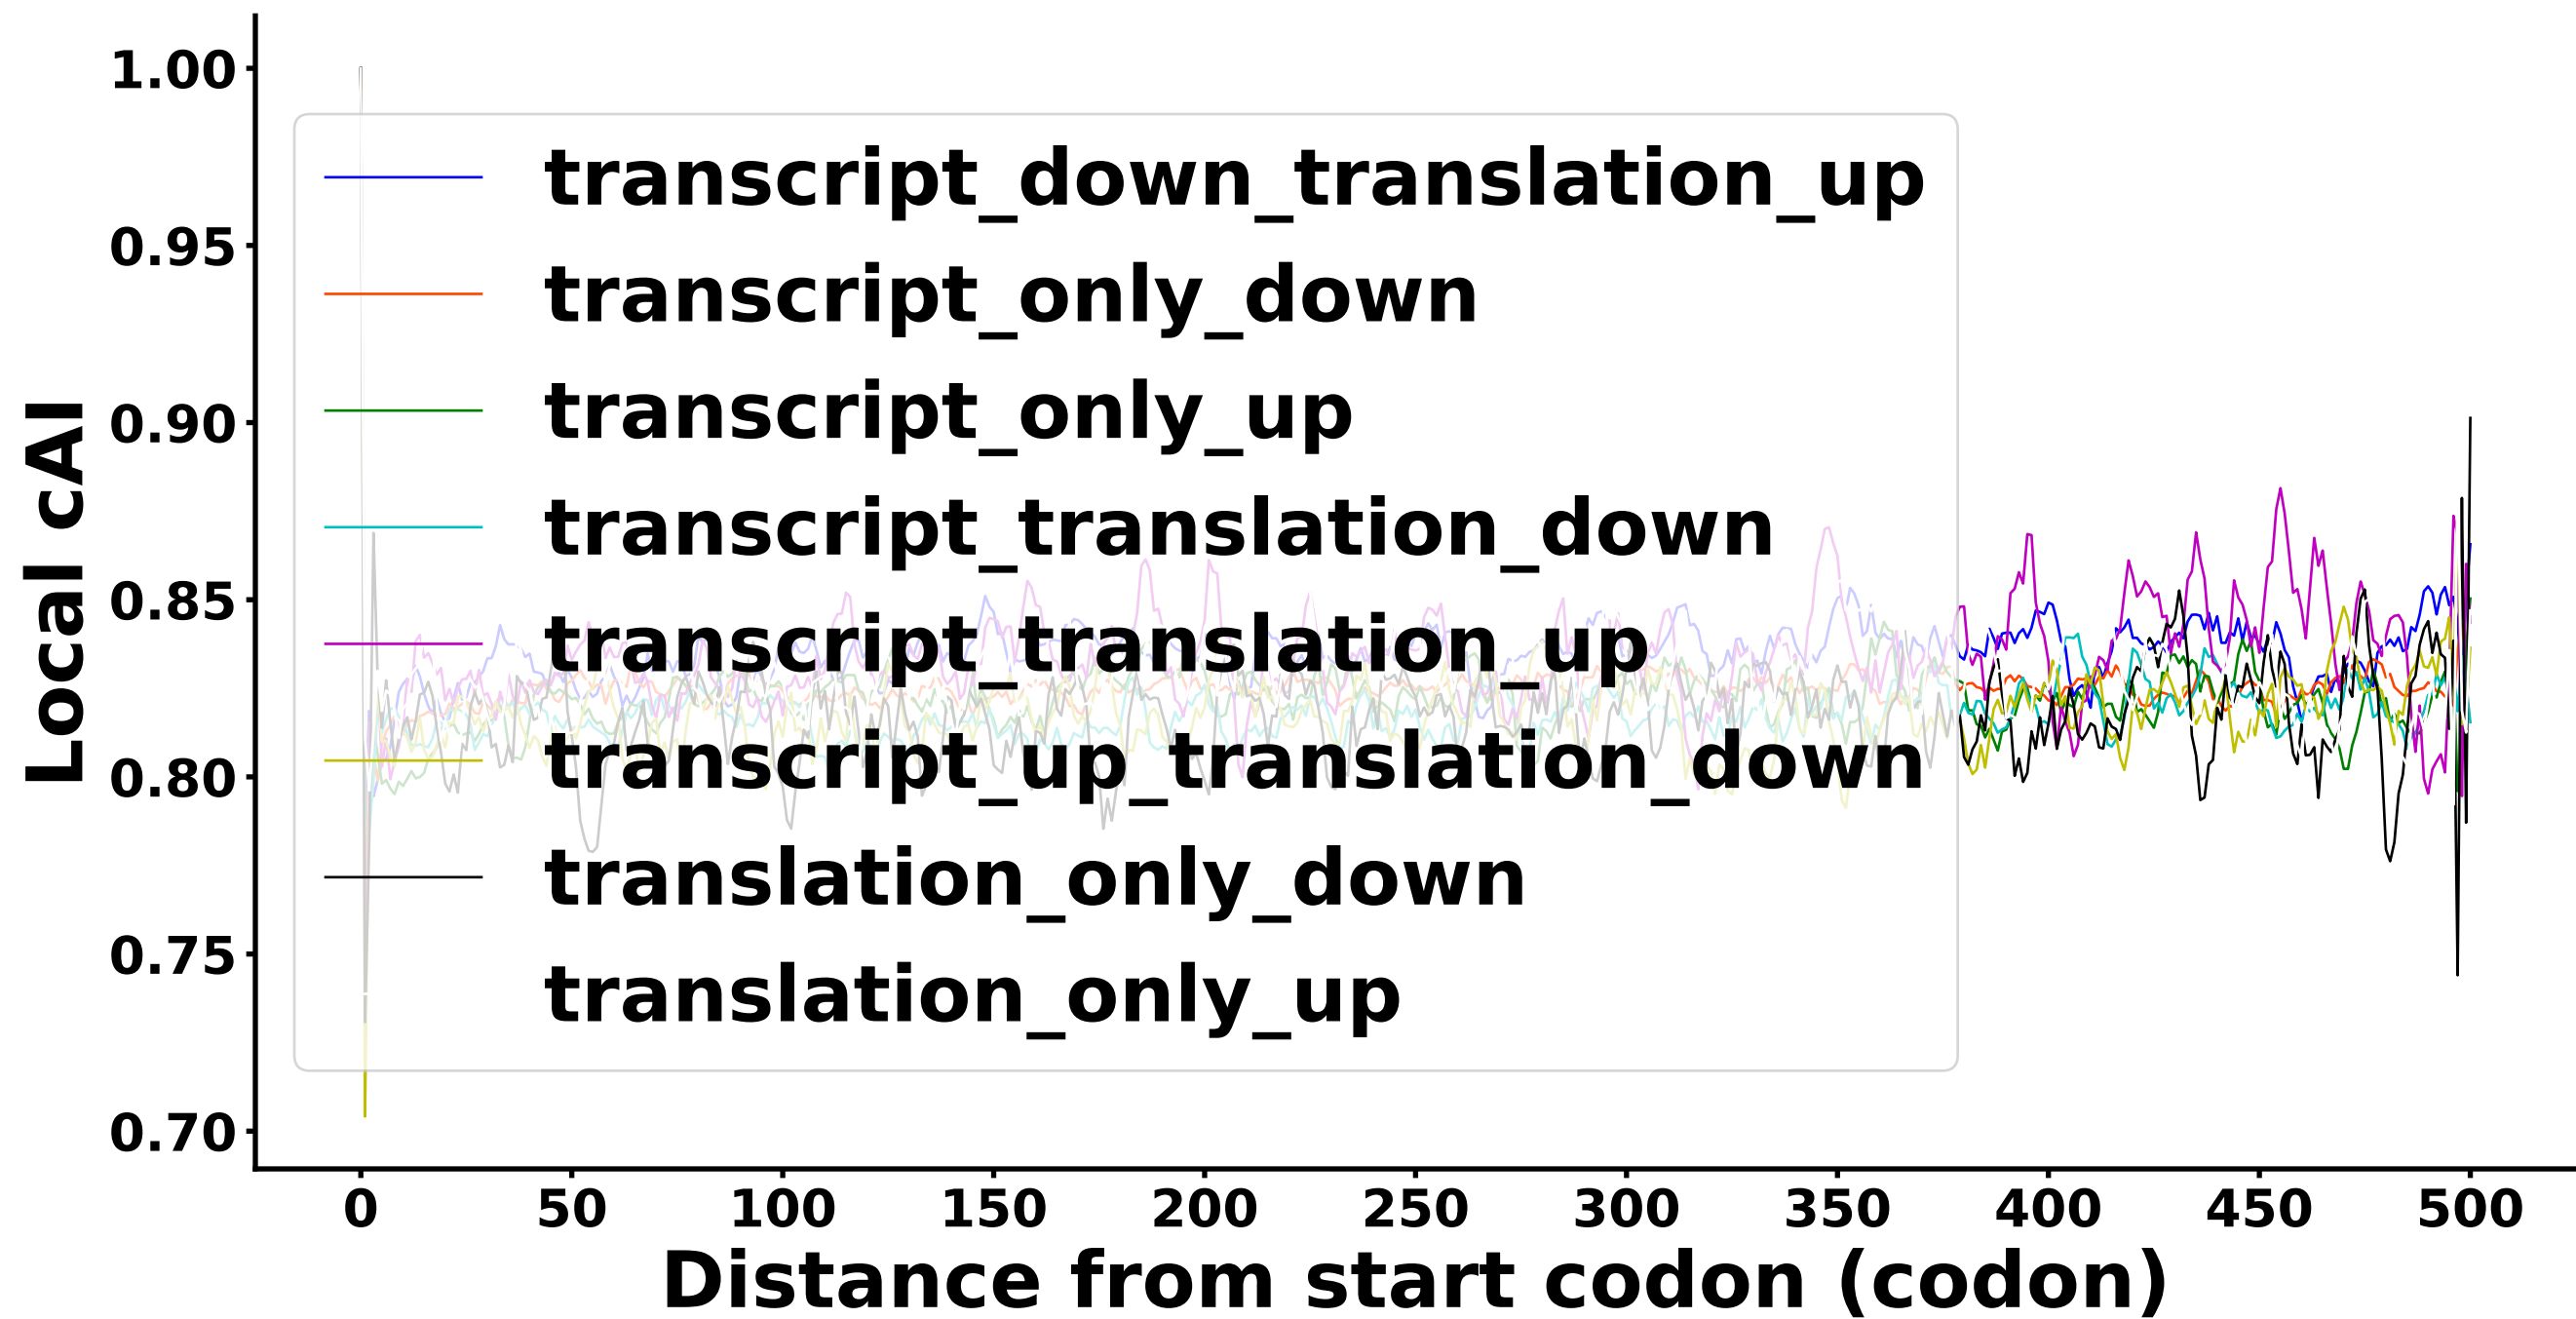 1.00
0.95
0.90
0.85
0.80
0.75
0.70
Local cAI
transcript_down_translation_up
transcript_only_down
transcript_only_up
transcript_translation_down
transcript_translation_up
transcript_up_translation_down
translation_only_down
translation_only_up
0 50 100 150 200 250 300 350 400 450 500
Distance from start codon (codon)